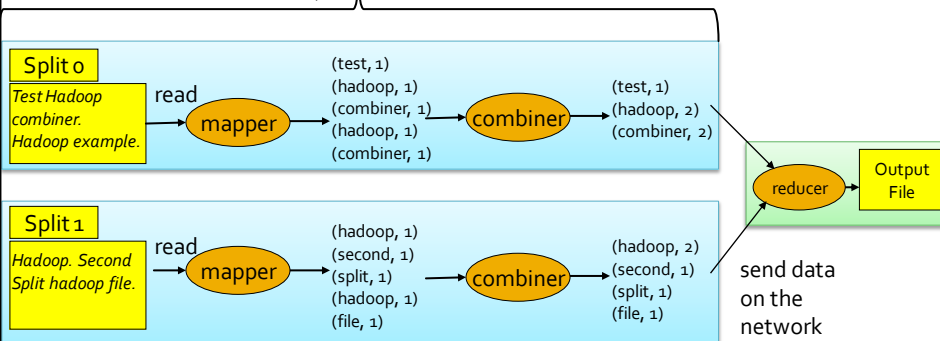 Split 0
Test Hadoop
combiner.
Hadoop example.
read
mapper
(test, 1)
(hadoop, 1)
(combiner, 1)
(hadoop, 1)
(combiner, 1)
combiner
(test, 1)
(hadoop, 2)
(combiner, 2)
reducer
Output
File
Split 1
Hadoop. Second
Split hadoop file.
read
mapper
(hadoop, 1)
(second, 1)
(split, 1)
(hadoop, 1)
(file, 1)
combiner
(hadoop, 2)
(second, 1)
(split, 1)
(file, 1)
send data
on the
network